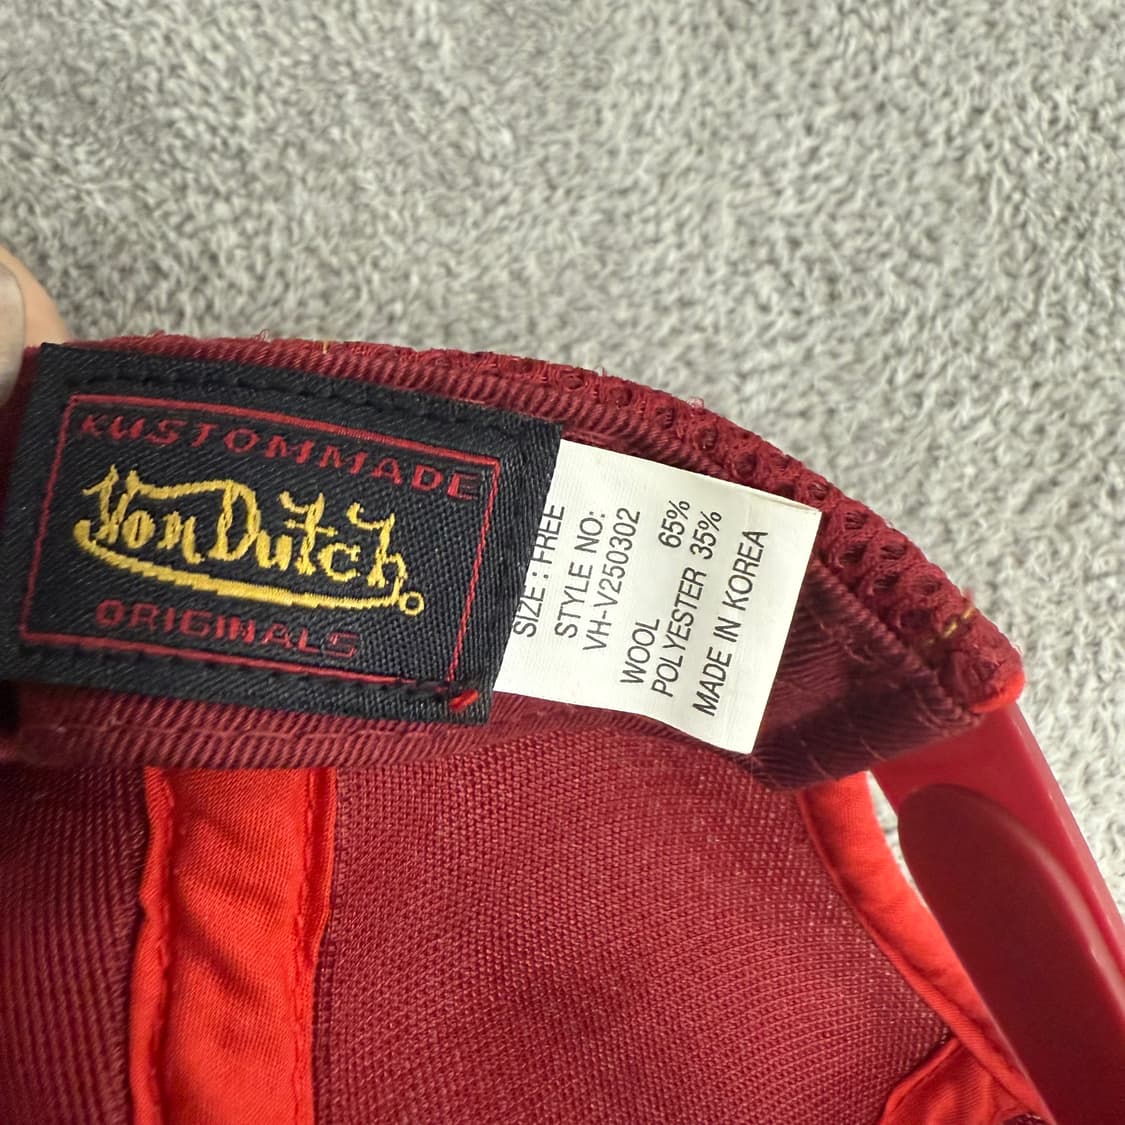 KUSTOMMADE
Von Dutch
ORIGINALS
SIZE : FREE
STYLE NO:
VH-V250302
WOOL 65%
POLYESTER 35%
MADE IN KOREA